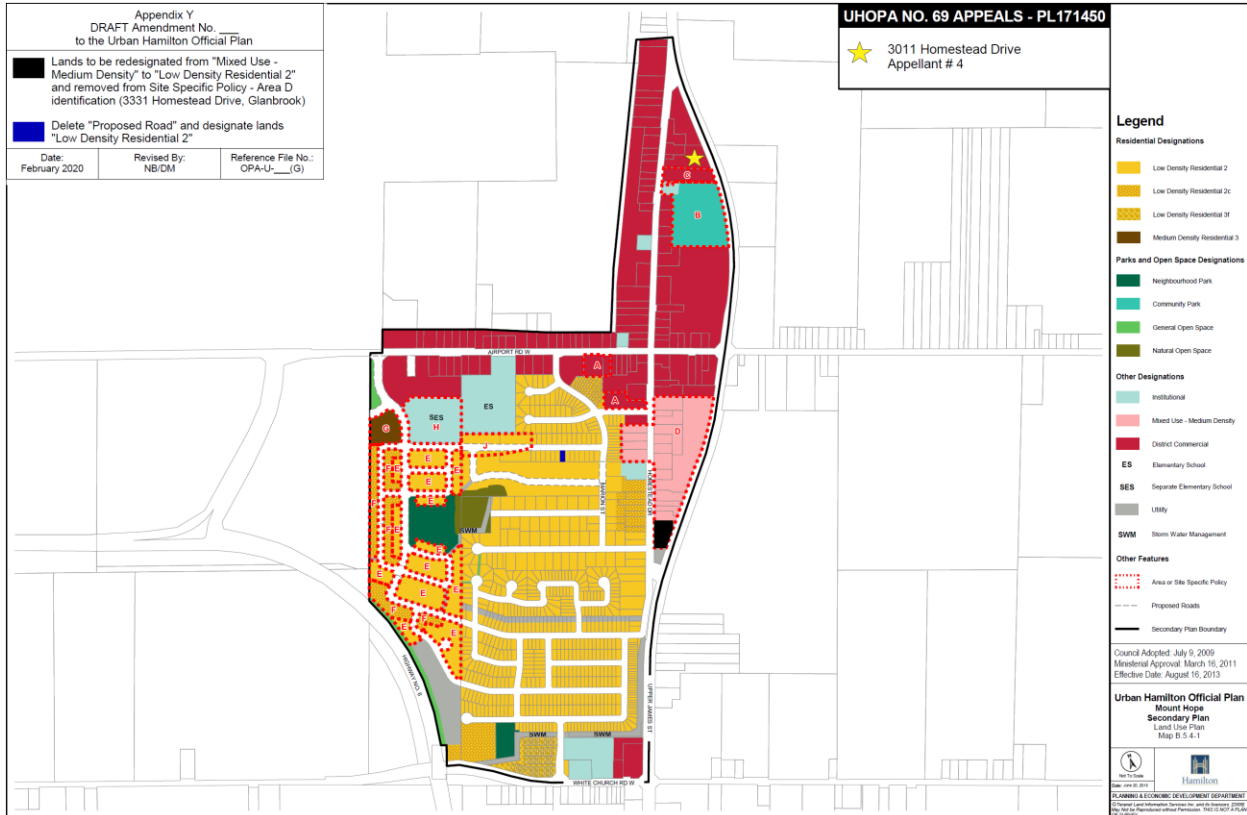 Appendix Y
DRAFT Amendment No. ___
to the Urban Hamilton Official Plan
Lands to be redesignated from "Mixed Use -
Medium Density" to "Low Density Residential 2"
and removed from Site Specific Policy - Area D
identification (3331 Homestead Drive, Glanbrook)
Delete "Proposed Road" and designate lands
"Low Density Residential 2"
Date:
February 2020
Revised By:
NB/DM
Reference File No.:
OPA-U-___(G)
UHOPA NO. 69 APPEALS - PL171450
3011 Homestead Drive
Appellant # 4
C
B
AIRPORT RD W
A
A
ES
SES
H
G
J
D
E
E
E
E
E
E
F
F
F
E
E
E
E
E
E
E
E
F
F
E
E
SWM
MARION ST
HOMESTEAD DR
HIGHWAY NO. 6
UPPER JAMES ST
SWM
SWM
WHITE CHURCH RD W
Legend
Residential Designations
Low Density Residential 2
Low Density Residential 2c
Low Density Residential 3f
Medium Density Residential 3
Parks and Open Space Designations
Neighbourhood Park
Community Park
General Open Space
Natural Open Space
Other Designations
Institutional
Mixed Use - Medium Density
District Commercial
ES
Elementary School
SES
Separate Elementary School
Utility
SWM
Storm Water Management
Other Features
Area or Site Specific Policy
Proposed Roads
Secondary Plan Boundary
Council Adopted: July 9, 2009
Ministerial Approval: March 16, 2011
Effective Date: August 16, 2013
Urban Hamilton Official Plan
Mount Hope
Secondary Plan
Land Use Plan
Map B.5.4-1
N
Not To Scale
Hamilton
PLANNING & ECONOMIC DEVELOPMENT DEPARTMENT